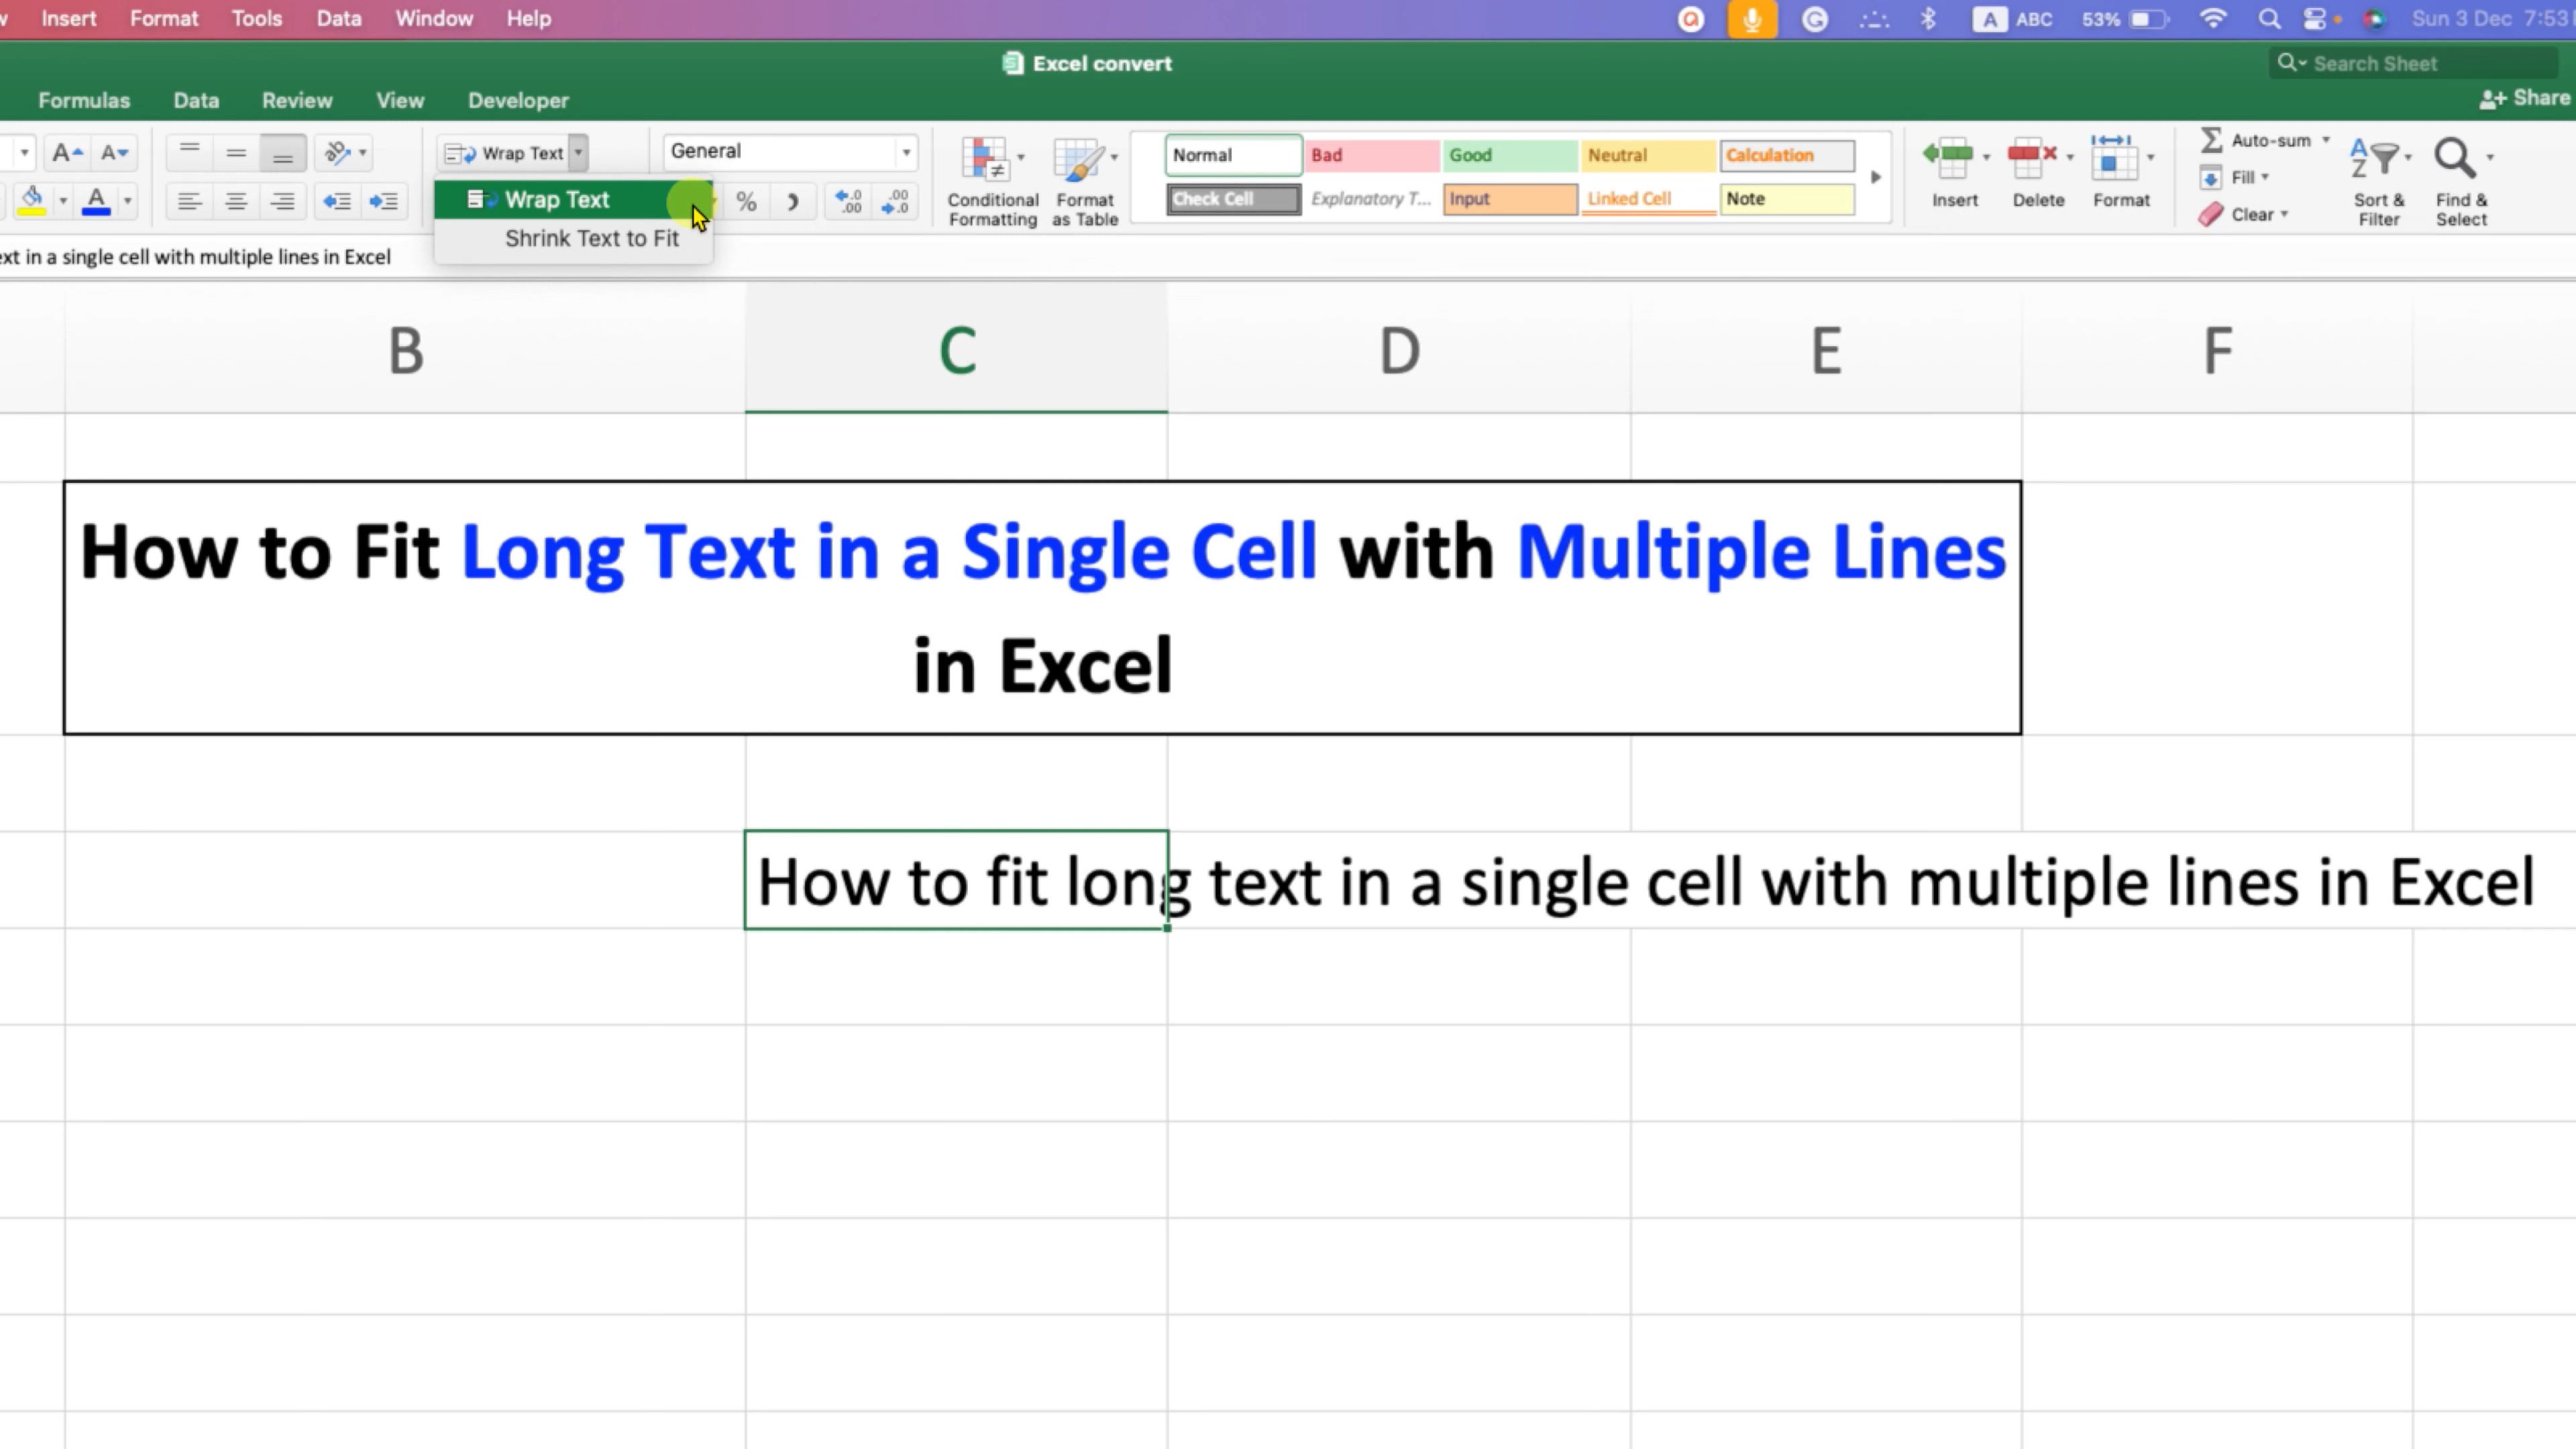 Insert Format Tools Data Window Help A ABC 53% Sun 3 Dec 7:53
Excel convert
Search Sheet
Formulas Data Review View Developer
Share
Wrap Text
General
Normal Bad Good Neutral Calculation
Check Cell Explanatory T... Input Linked Cell Note
Conditional Formatting
Format as Table
Insert Delete Format
Auto-sum
Fill
Clear
Sort & Filter
Find & Select
Wrap Text
Shrink Text to Fit
ext in a single cell with multiple lines in Excel
B C D E F
How to Fit Long Text in a Single Cell with Multiple Lines
in Excel
How to fit long text in a single cell with multiple lines in Excel